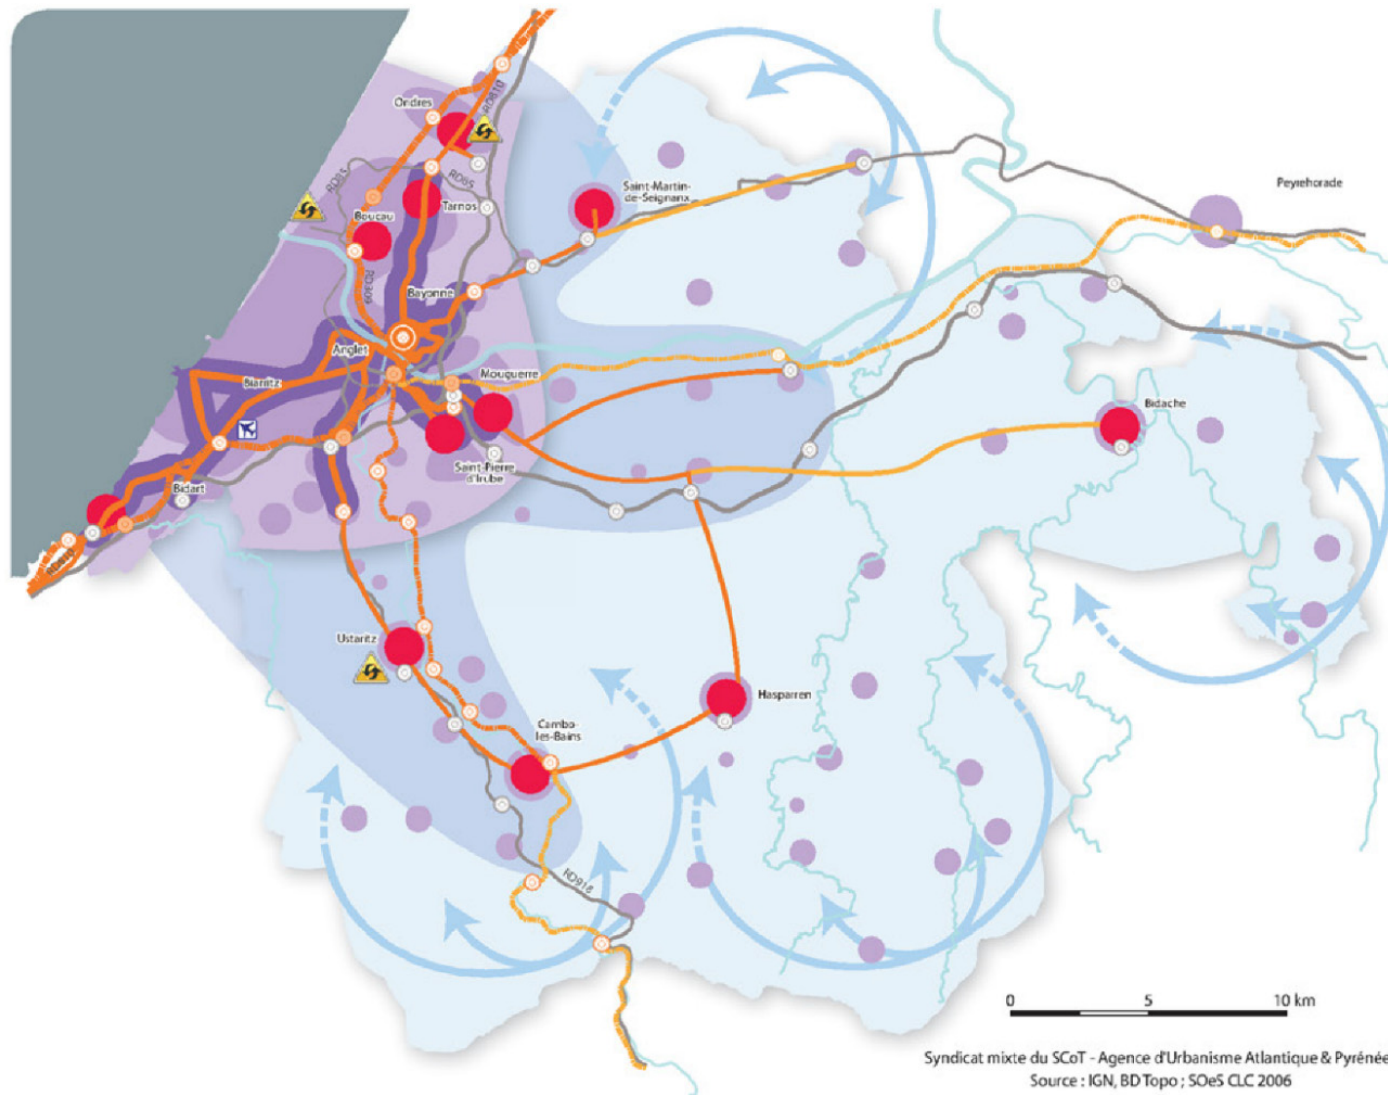 Ondres
RD810
RD85
RD85
Tarnos
Boucau
Saint-Martin-
de-Seignanx
Peyrehorade
RD309
Bayonne
Anglet
Biarritz
Mouguerre
Bidache
Saint-Pierre
d'Irube
Bidart
RD810
Ustaritz
Hasparren
Cambo-
les-Bains
RD918
0 5 10 km
Syndicat mixte du SCoT - Agence d'Urbanisme Atlantique & Pyrénée
Source : IGN, BD Topo ; SOeS CLC 2006